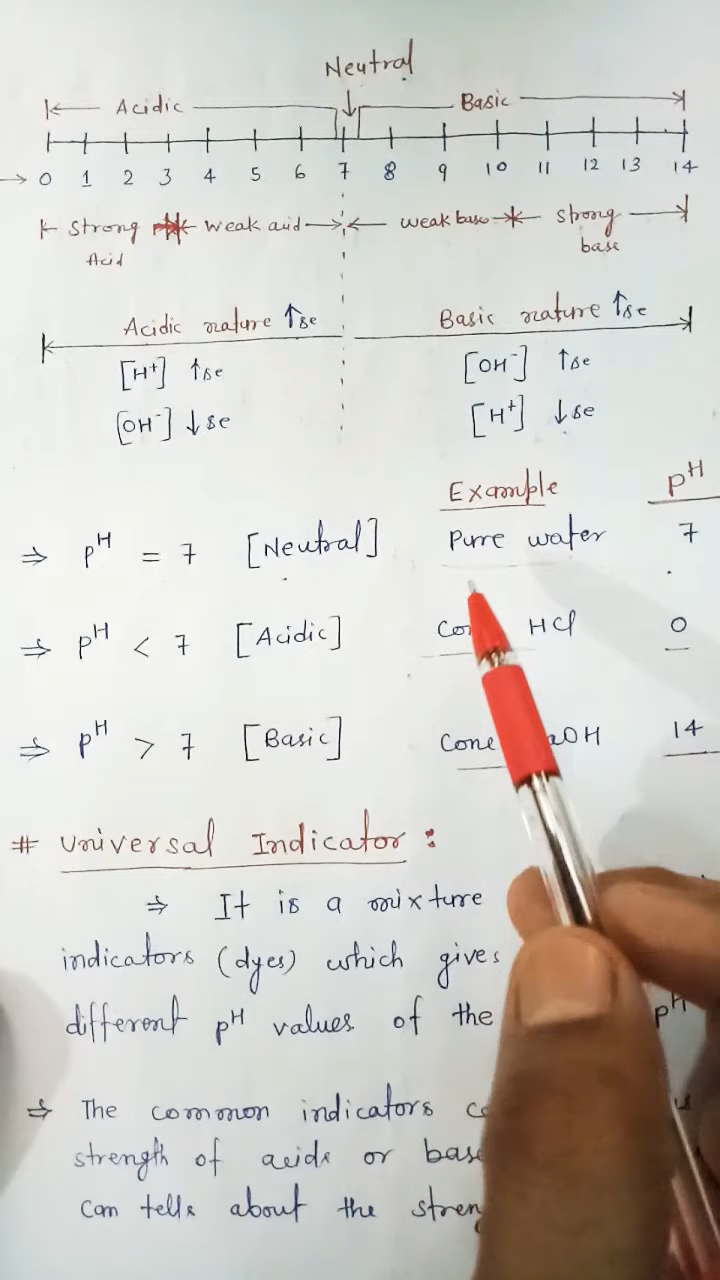 Neutral
Acidic Basic
0 1 2 3 4 5 6 7 8 9 10 11 12 13 14
Strong Acid weak acid weak base strong base
Acidic nature ↑se Basic nature ↑se
[H⁺] ↑se [OH⁻] ↑se
[OH⁻] ↓se [H⁺] ↓se
Example pH
⇒ pH = 7 [Neutral] Pure water 7
⇒ pH < 7 [Acidic] HCl 0
⇒ pH > 7 [Basic] Conc 14
# Universal Indicator :
⇒ It is a mixture
indicators (dyes) which gives
different pH values of the pH
⇒ The common indicators
strength of acids or
can tells about the